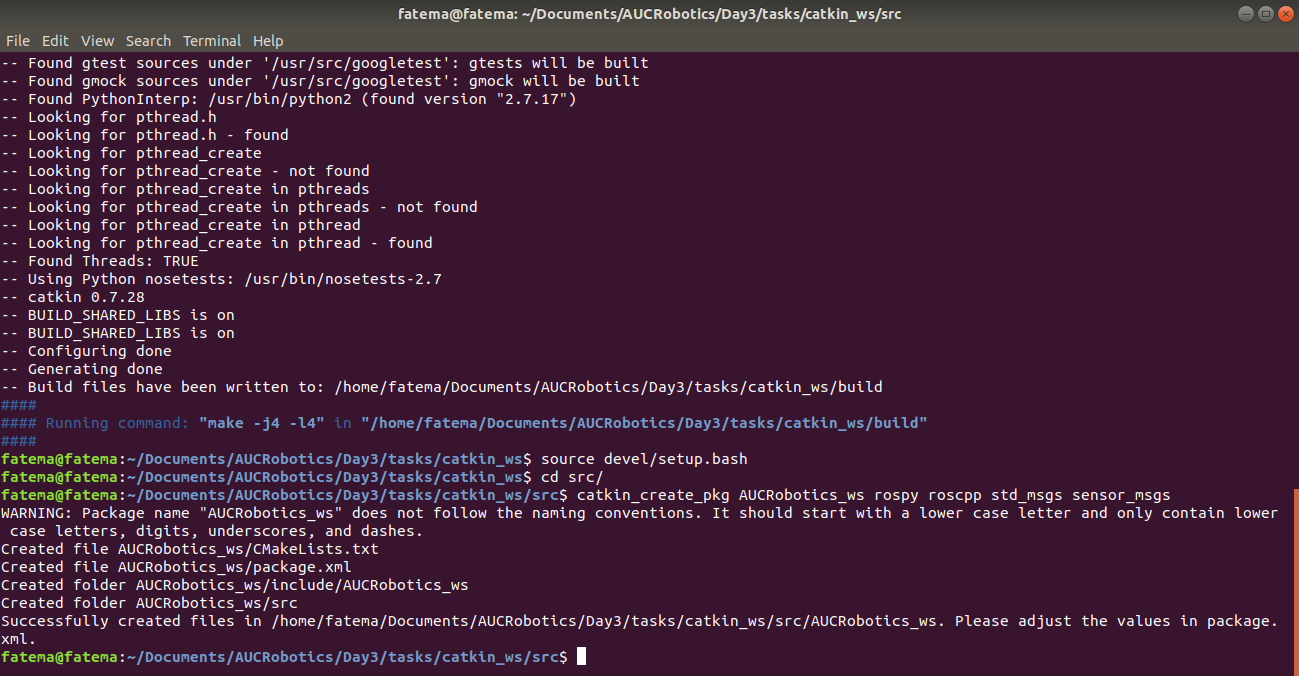 fatema@fatema: ~/Documents/AUCRobotics/Day3/tasks/catkin_ws/src
File Edit View Search Terminal Help
-- Found gtest sources under '/usr/src/googletest': gtests will be built
-- Found gmock sources under '/usr/src/googletest': gmock will be built
-- Found PythonInterp: /usr/bin/python2 (found version "2.7.17")
-- Looking for pthread.h
-- Looking for pthread.h - found
-- Looking for pthread_create
-- Looking for pthread_create - not found
-- Looking for pthread_create in pthreads
-- Looking for pthread_create in pthreads - not found
-- Looking for pthread_create in pthread
-- Looking for pthread_create in pthread - found
-- Found Threads: TRUE
-- Using Python nosetests: /usr/bin/nosetests-2.7
-- catkin 0.7.28
-- BUILD_SHARED_LIBS is on
-- BUILD_SHARED_LIBS is on
-- Configuring done
-- Generating done
-- Build files have been written to: /home/fatema/Documents/AUCRobotics/Day3/tasks/catkin_ws/build
####
#### Running command: "make -j4 -l4" in "/home/fatema/Documents/AUCRobotics/Day3/tasks/catkin_ws/build"
####
fatema@fatema:~/Documents/AUCRobotics/Day3/tasks/catkin_ws$ source devel/setup.bash
fatema@fatema:~/Documents/AUCRobotics/Day3/tasks/catkin_ws$ cd src/
fatema@fatema:~/Documents/AUCRobotics/Day3/tasks/catkin_ws/src$ catkin_create_pkg AUCRobotics_ws rospy roscpp std_msgs sensor_msgs
WARNING: Package name "AUCRobotics_ws" does not follow the naming conventions. It should start with a lower case letter and only contain lower
 case letters, digits, underscores, and dashes.
Created file AUCRobotics_ws/CMakeLists.txt
Created file AUCRobotics_ws/package.xml
Created folder AUCRobotics_ws/include/AUCRobotics_ws
Created folder AUCRobotics_ws/src
Successfully created files in /home/fatema/Documents/AUCRobotics/Day3/tasks/catkin_ws/src/AUCRobotics_ws. Please adjust the values in package.
xml.
fatema@fatema:~/Documents/AUCRobotics/Day3/tasks/catkin_ws/src$